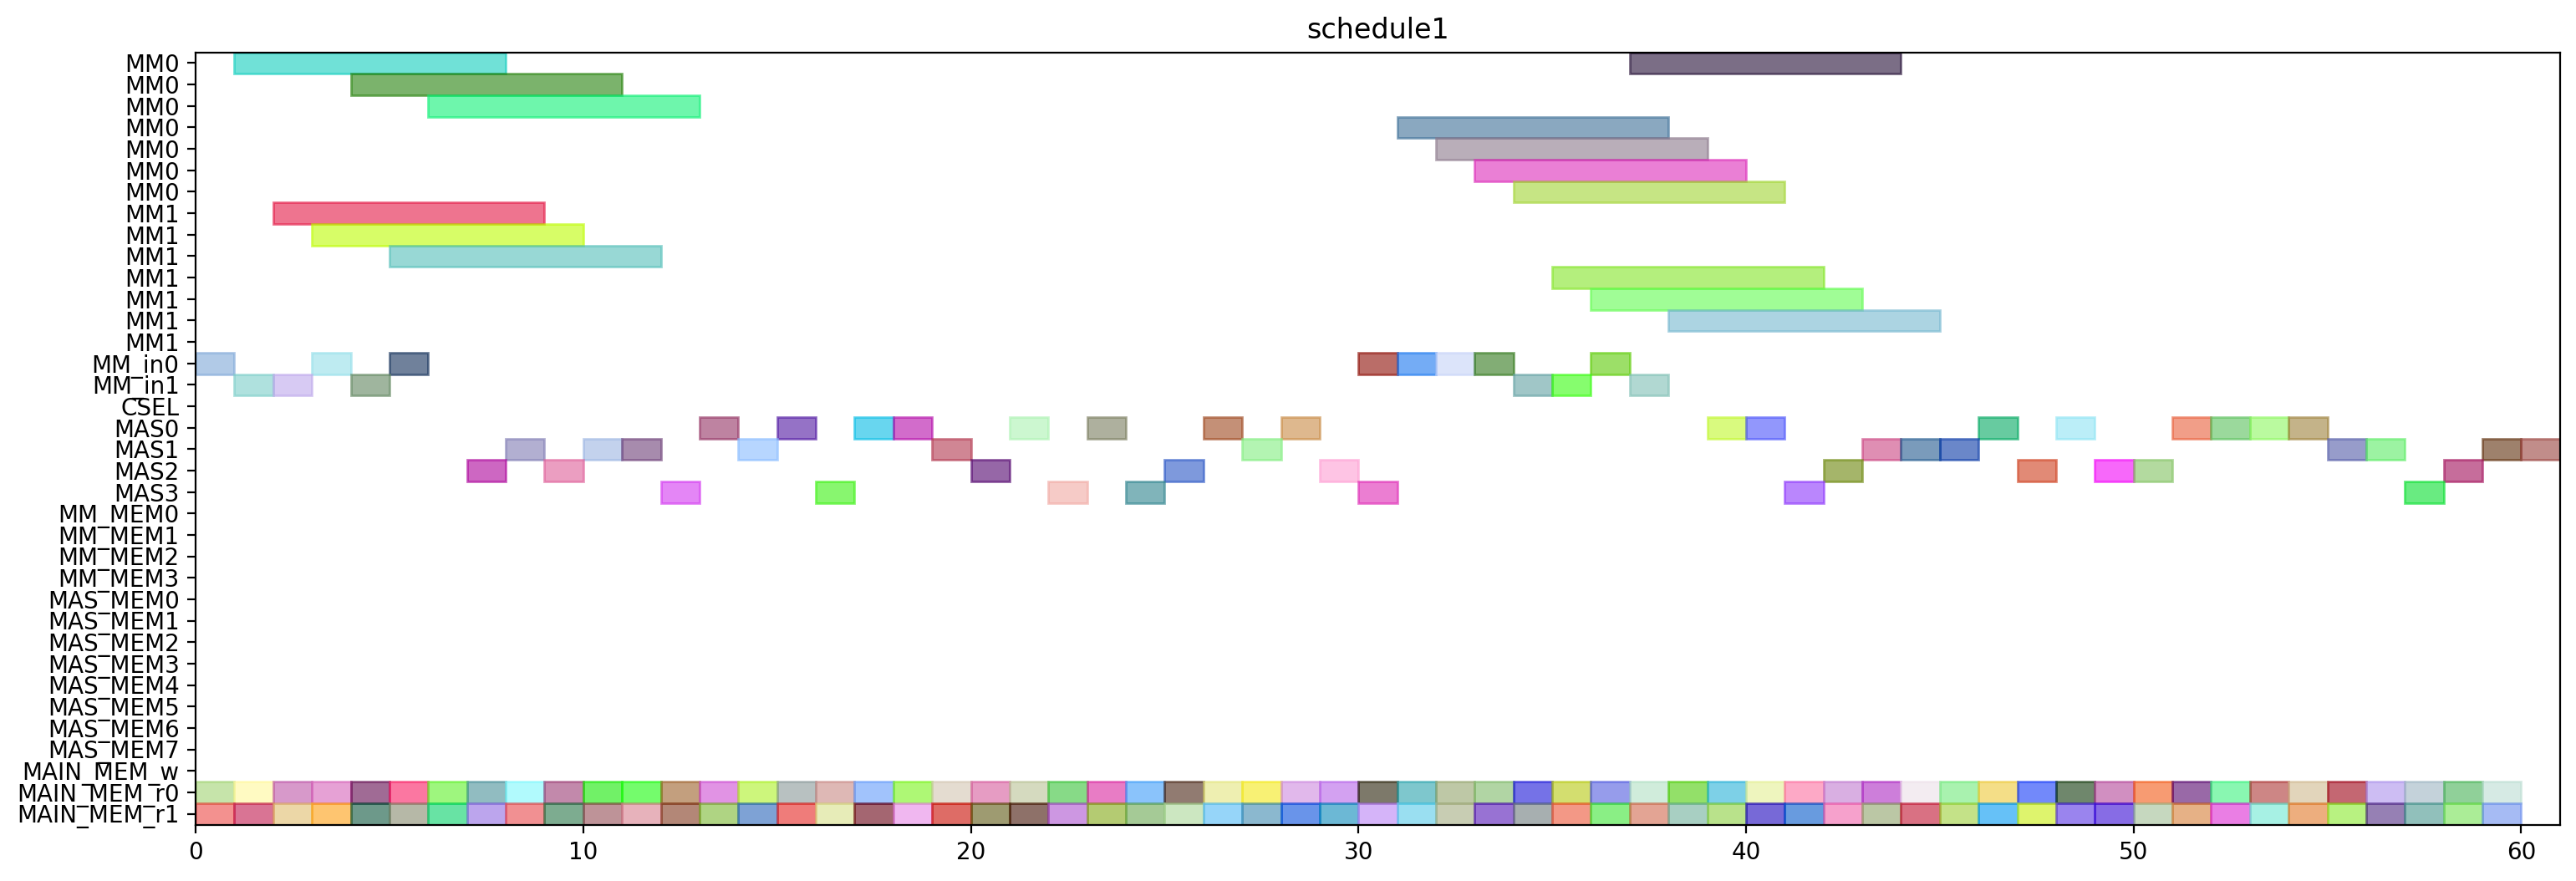 schedule1
MM0
MM0
MM0
MM0
MM0
MM0
MM0
MM1
MM1
MM1
MM1
MM1
MM1
MM1
MM_in0
MM_in1
CSEL
MAS0
MAS1
MAS2
MAS3
MM_MEM0
MM_MEM1
MM_MEM2
MM_MEM3
MAS_MEM0
MAS_MEM1
MAS_MEM2
MAS_MEM3
MAS_MEM4
MAS_MEM5
MAS_MEM6
MAS_MEM7
MAIN_MEM_w
MAIN_MEM_r0
MAIN_MEM_r1
0 10 20 30 40 50 60